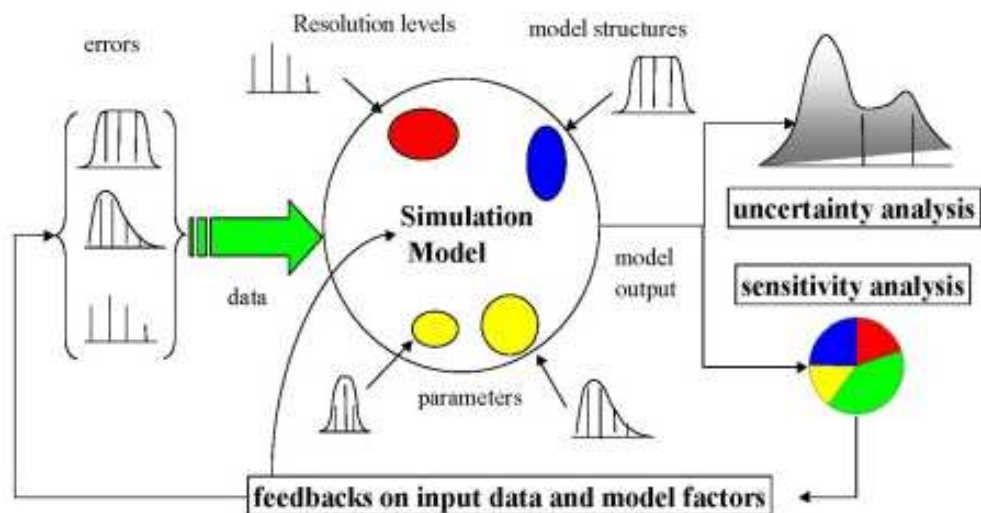 errors
Resolution levels
model structures
Simulation
Model
data
model
output
uncertainty analysis
sensitivity analysis
parameters
feedbacks on input data and model factors